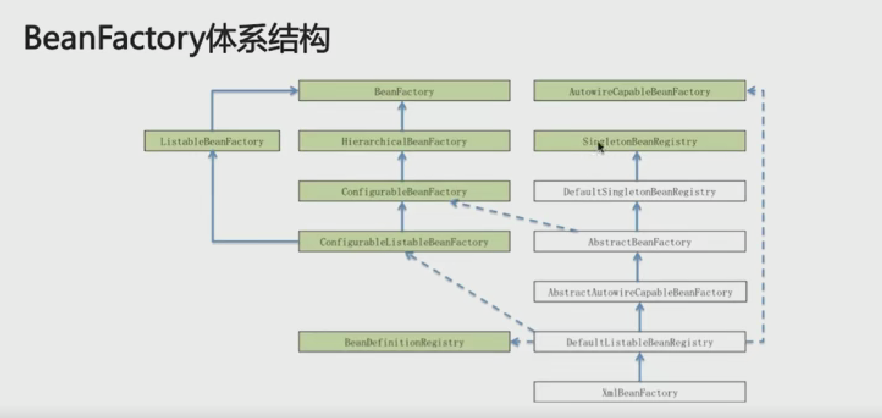 BeanFactory体系结构
BeanFactory
AutowireCapableBeanFactory
ListableBeanFactory
HierarchicalBeanFactory
SingletonBeanRegistry
ConfigurableBeanFactory
DefaultSingletonBeanRegistry
ConfigurableListableBeanFactory
AbstractBeanFactory
AbstractAutowireCapableBeanFactory
BeanDefinitionRegistry
DefaultListableBeanRegistry
XmlBeanFactory